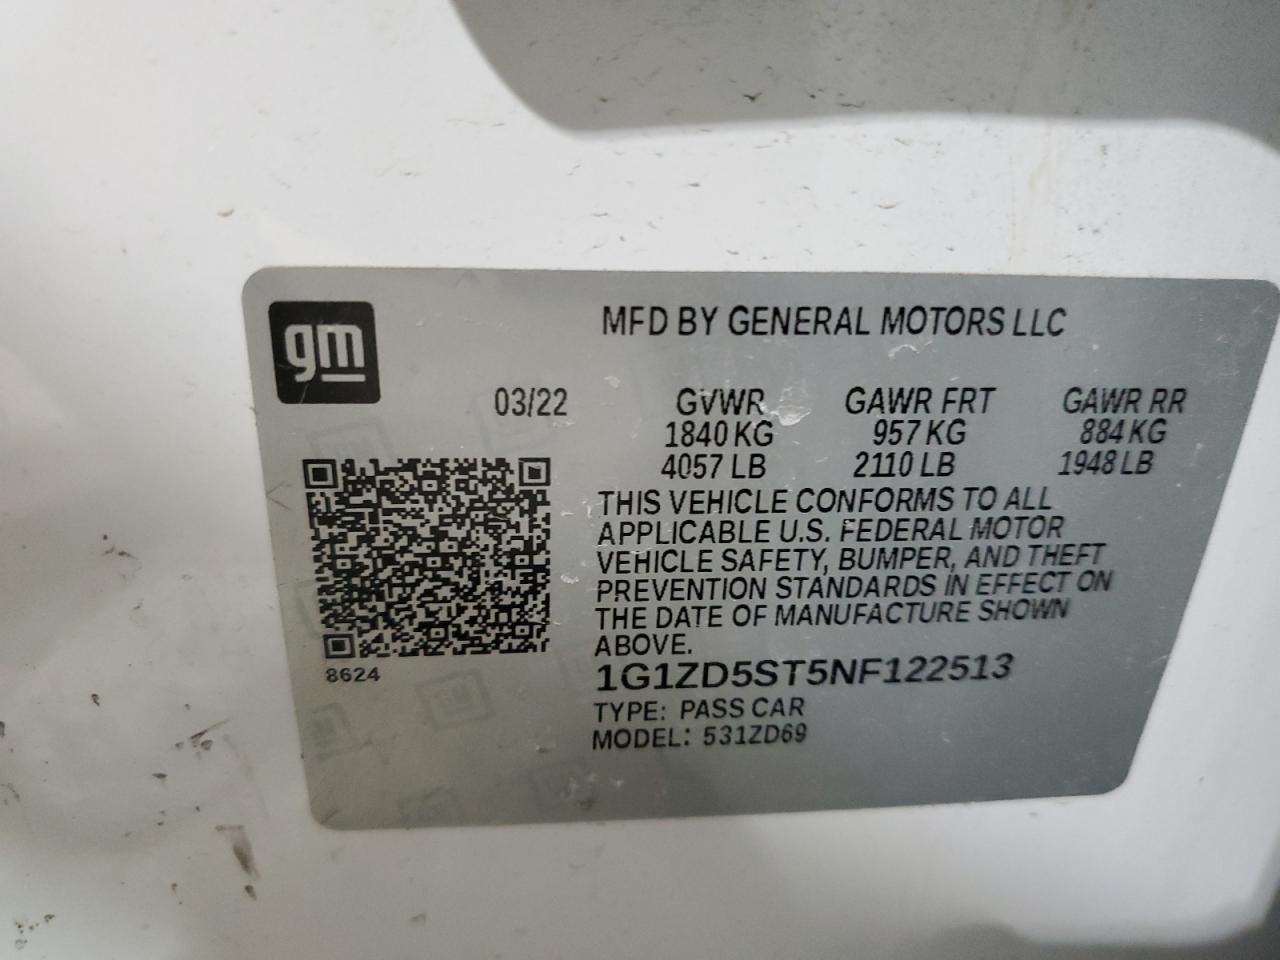 gm
MFD BY GENERAL MOTORS LLC
03/22 GVWR GAWR FRT GAWR RR
1840 KG 957 KG 884 KG
4057 LB 2110 LB 1948 LB
THIS VEHICLE CONFORMS TO ALL
APPLICABLE U.S. FEDERAL MOTOR
VEHICLE SAFETY, BUMPER, AND THEFT
PREVENTION STANDARDS IN EFFECT ON
THE DATE OF MANUFACTURE SHOWN
ABOVE.
8624
1G1ZD5ST5NF122513
TYPE: PASS CAR
MODEL: 531ZD69